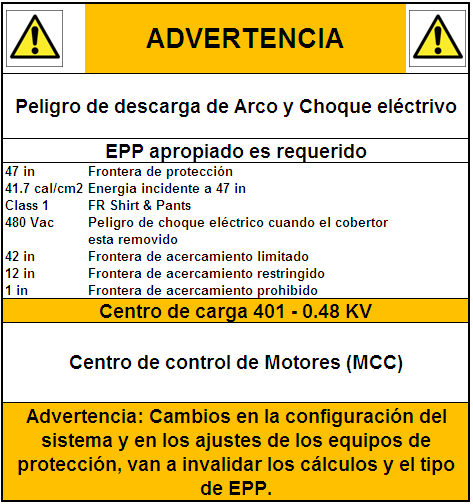 ADVERTENCIA
Peligro de descarga de Arco y Choque eléctrivo
EPP apropiado es requerido
47 in Frontera de protección
41.7 cal/cm2 Energia incidente a 47 in
Class 1 FR Shirt & Pants
480 Vac Peligro de choque eléctrico cuando el cobertor
esta removido
42 in Frontera de acercamiento limitado
12 in Frontera de acercamiento restringido
1 in Frontera de acercamiento prohibido
Centro de carga 401 - 0.48 KV
Centro de control de Motores (MCC)
Advertencia: Cambios en la configuración del
sistema y en los ajustes de los equipos de
protección, van a invalidar los cálculos y el tipo
de EPP.